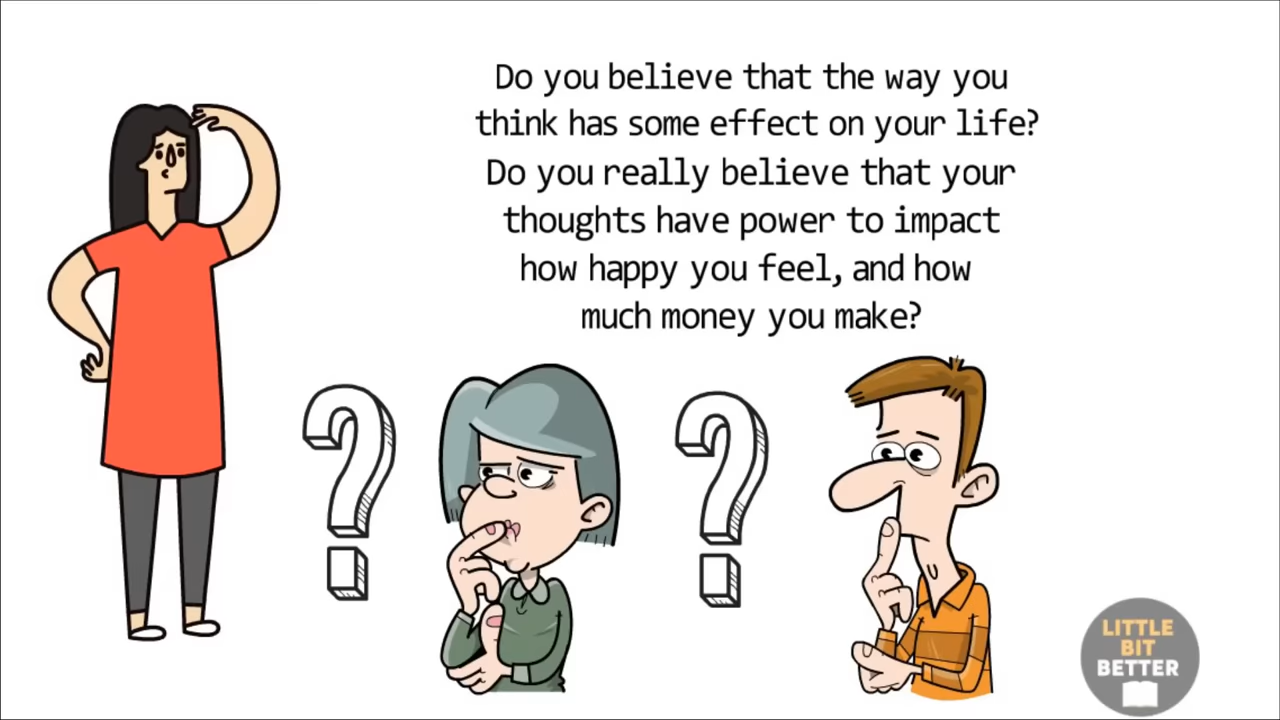 Do you believe that the way you
think has some effect on your life?
Do you really believe that your
thoughts have power to impact
how happy you feel, and how
much money you make?
?
?
LITTLE
BIT
BETTER